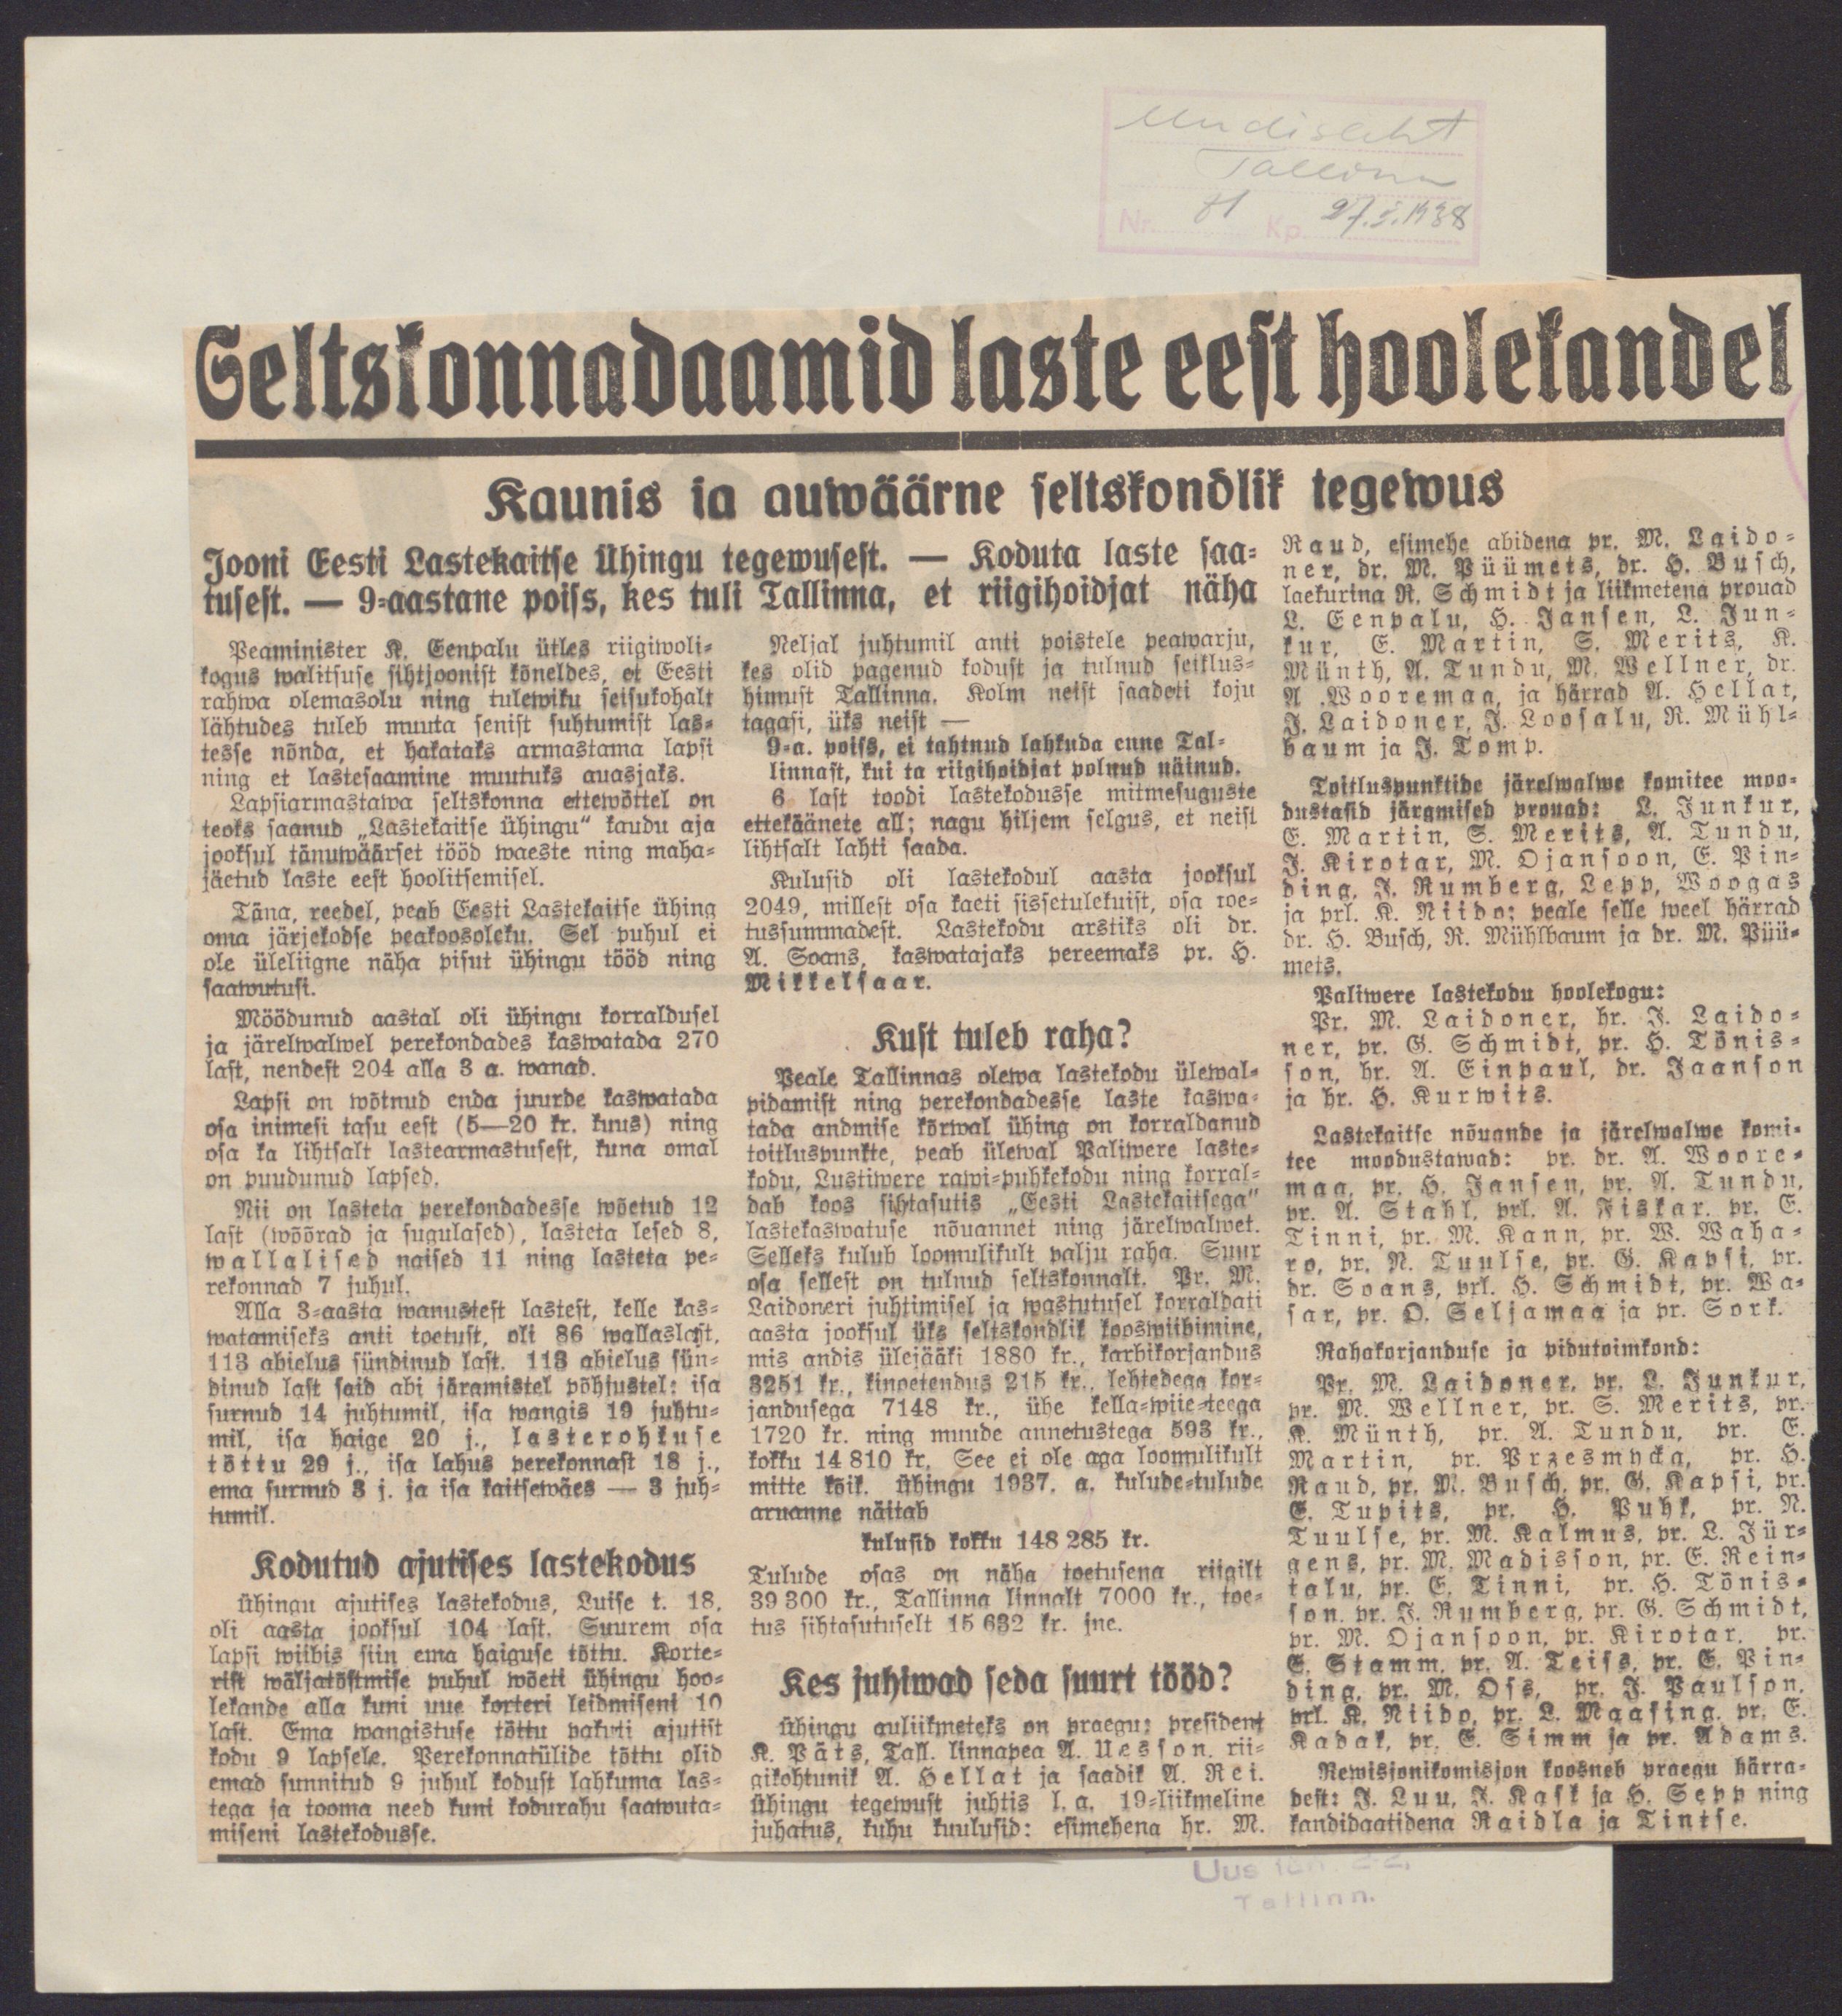 Uudisleht
Tallinn
Nr. 81 Kp. 27.5.1938
Seltskonnadaamid laste eest hoolekandel
Kaunis ja auwäärne seltskondlik tegewus
Jooni Eesti Lastekaitse Ühingu tegewusest. — Koduta laste saa-
tusest. — 9-aastane poiss, kes tuli Tallinna, et riigihoidjat näha
Peaminister K. Eenpalu ütles riigiwoli-
kogus walitsuse sihtjoonist kõneldes, et Eesti
rahwa olemasolu ning tulewiku seisukohalt
lähtudes tuleb muuta senist suhtumist las-
tesse nõnda, et hakataks armastama lapsi
ning et lastesaamine muutuks auasjaks.
Lapsiarmastawa seltskonna ettewõttel on
teoks saanud „Lastekaitse ühingu“ kaudu aja
jooksul tänuwäärset tööd waeste ning maha-
jäetud laste eest hoolitsemisel.
Täna, reedel, peab Eesti Lastekaitse ühing
oma järjekodse peakoosoleku. Sel puhul ei
ole üleliigne näha pisut ühingu tööd ning
saawutusi.
Möödunud aastal oli ühingu korraldusel
ja järelwalwel perekondades kaswatada 270
last, nendest 204 alla 3 a. wanad.
Lapsi on wõtnud enda juurde kaswatada
osa inimesi tasu eest (5—20 kr. kuus) ning
osa ka lihtsalt lastearmastusest, kuna omal
on puudunud lapsed.
Nii on lasteta perekondadesse wõetud 12
last (wõõrad ja sugulased), lasteta lesed 8,
wallalised naised 11 ning lasteta pe-
rekonnad 7 juhul.
Alla 3-aasta wanustest lastest, kelle kas-
watamiseks anti toetust, oli 86 wallaslast,
113 abielus sündinud last. 113 abielus sün-
dinud last said abi järamistel põhjustel: isa
surnud 14 juhtumil, isa wangis 19 juhtu-
mil, isa haige 20 j., lasterohkuse
tõttu 29 j., isa lahus perekonnast 18 j.,
ema surnud 3 j. ja isa kaitsewäes — 3 juh-
tumil.
Kodutud ajutises lastekodus
Ühingu ajutises lastekodus, Luise t. 18,
oli aasta jooksul 104 last. Suurem osa
lapsi wiibis siin ema haiguse tõttu. Korte-
rist wäljatõstmise puhul wõeti ühingu hoo-
lekande alla kuni uue korteri leidmiseni 10
last. Ema wangistuse tõttu pakuti ajutist
kodu 9 lapsele. Perekonnatülide tõttu olid
emad sunnitud 9 juhul kodust lahkuma las-
tega ja tooma need kuni kodurahu saawuta-
miseni lastekodusse.
Neljal juhtumil anti poistele peawarju,
kes olid pagenud kodust ja tulnud seiklus-
himust Tallinna. Kolm neist saadeti koju
tagasi, üks neist —
9-a. poiss, ei tahtnud lahkuda enne Tal-
linnast, kui ta riigihoidjat polnud näinud.
6 last toodi lastekodusse mitmesuguste
ettekäänete all; nagu hiljem selgus, et neist
lihtsalt lahti saada.
Kulusid oli lastekodul aasta jooksul
2049, millest osa kaeti sissetulekuist, osa toe-
tussummadest. Lastekodu arstiks oli dr.
A. Soans, kaswatajaks pereemaks pr. H.
Mikkelsaar.
Kust tuleb raha?
Peale Tallinnas olewa lastekodu ülewal-
pidamist ning perekondadesse laste kaswa-
tada andmise kõrwal ühing on korraldanud
toitluspunkte, peab ülewal Paliwere laste-
kodu, Lustiwere rawi-puhkekodu ning korral-
dab koos sihtasutis „Eesti Lastekaitsega“
lastekaswatuse nõuannet ning järelwalwet.
Selleks kulub loomulikult palju raha. Suur
osa sellest on tulnud seltskonnalt. Pr. M.
Laidoneri juhtimisel ja wastutusel korraldati
aasta jooksul üks seltskondlik kooswiibimine,
mis andis ülejääki 1880 kr., karbikorjandus
3251 kr., kinoetendus 215 kr., lehtedega kor-
jandusega 7148 kr., ühe kella-wiie-teega
1720 kr. ning muude annetustega 593 kr.,
kokku 14 810 kr. See ei ole aga loomulikult
mitte kõik. Ühingu 1937. a. kulude-tulude
aruanne näitab
kulusid kokku 148 285 kr.
Tulude osas on näha toetusena riigilt
39 300 kr., Tallinna linnalt 7000 kr., toe-
tus sihtasutuselt 15 632 kr. jne.
Kes juhiwad seda suurt tööd?
Ühingu auliikmeteks on praegu: president
K. Päts, Tall. linnapea A. Uesson, rii-
gikohtunik A. Hellat ja saadik A. Rei.
Ühingu tegewust juhtis l. a. 19-liikmeline
juhatus, kuhu kuulusid: esimehena hr. M.
Raud, esimehe abidena pr. M. Laido-
ner, dr. M. Püümets, dr. H. Busch,
laekurina R. Schmidt ja liikmetena prouad
L. Eenpalu, H. Jansen, L. Jun-
kur, E. Martin, S. Merits, K.
Münth, A. Tundu, M. Wellner, dr.
A .Wooremaa, ja härrad A. Hellat,
J. Laidoner, J. Loosalu, R. Mühl-
baum ja J. Tomp.
Toitluspunktide järelwalwe komitee moo-
dustasid järgmised prouad: L. Junkur,
E. Martin, S. Merits, A. Tundu,
J. Kirotar, M. Ojansoon, E. Pin-
ding, J. Rumberg, Lepp, Woogas
ja prl. K. Niido; peale selle weel härrad
dr. H. Busch, R. Mühlbaum ja dr. M. Püü-
mets.
Paliwere lastekodu hoolekogu:
Pr. M. Laidoner, hr. J. Laido-
ner, pr. G. Schmidt, pr. H. Tõnis-
son, hr. A. Einpaul, dr. Jaanson
ja hr. H. Kurwits.
Lastekaitse nõuande ja järelwalwe komi-
tee moodustawad: pr. dr. A. Woore-
maa, pr. H. Jansen, pr. A. Tundu,
pr. A. Stahl, prl. A. Fiskar, pr. E.
Tinni, pr. M. Kann, pr. W. Waha-
ro, pr. N. Tuulse, pr. G. Kapsi, pr.
dr. Soans, prl. H. Schmidt, pr. Wa-
sar, pr. O. Seljamaa ja pr. Sork.
Rahakorjanduse ja pidutoimkond:
Pr. M. Laidoner, pr. L. Junkur,
pr. M. Wellner, pr. S. Merits, pr.
K. Münth, pr. A. Tundu, pr. E.
Martin, pr. Przesmycka, pr. H.
Raud, pr. M. Busch, pr. G. Kapsi, pr.
E. Tupits, pr. H. Puhk, pr. N.
Tuulse, pr. M. Kalmus, pr. L. Jür-
gens, pr. M. Madisson, pr. E. Rein-
talu, pr. E. Tinni, pr. H. Tõnis-
son, pr. J. Rumberg, pr. G. Schmidt,
pr. M. Ojansoon, pr. Kirotar, pr.
E. Stamm, pr. A. Teiss, pr. E. Pin-
ding, pr. M. Oss, pr. J. Paulson,
prl. K. Niido, pr. L. Maasing, pr. E.
Kadak, pr. E. Simm ja pr. Adams.
Rewisjonikomisjon koosneb praegu härra-
dest: J. Luu, J. Kask ja H. Sepp ning
kandidaatidena Raidla ja Tintse.
Uus
Tallinn.